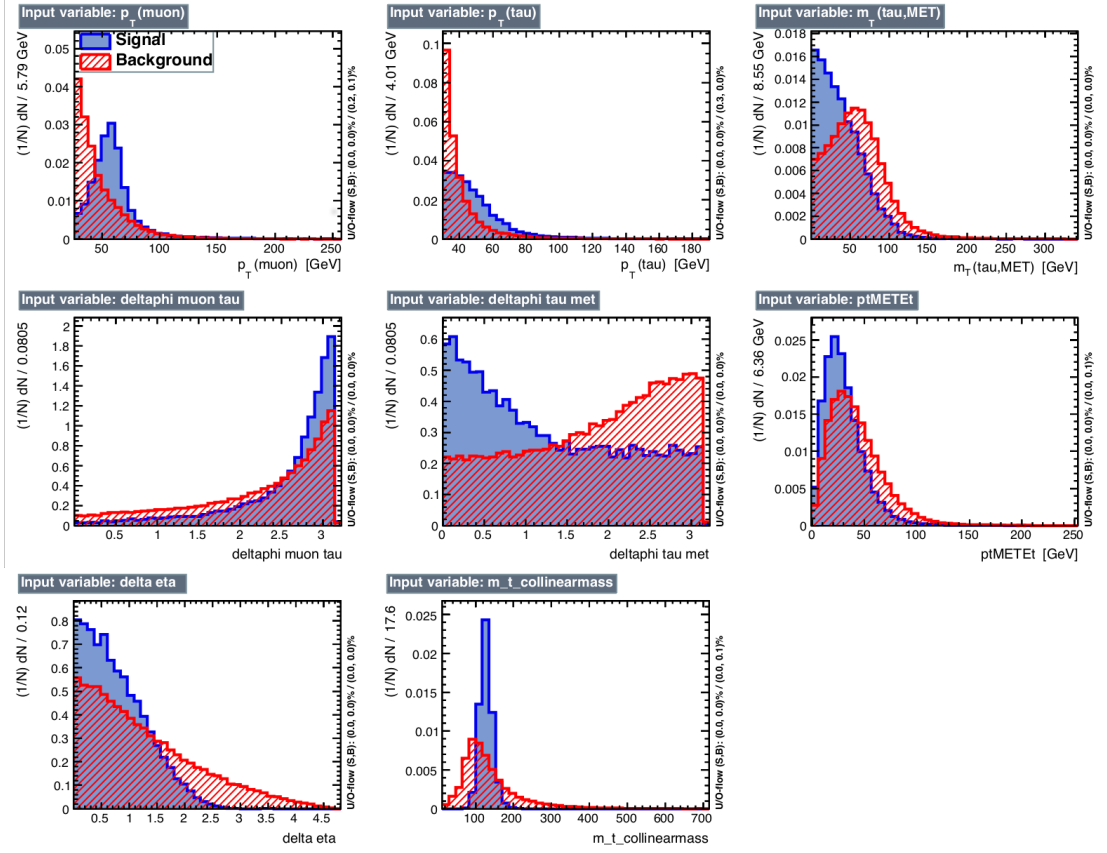 Input variable: p_T(muon)
(1/N) dN / 5.79 GeV
0.05
0.04
0.03
0.02
0.01
0
Signal
Background
50 100 150 200 250
p_T(muon) [GeV]
U/O-flow (S,B): (0.0, 0.0)% / (0.2, 0.1)%
Input variable: p_T(tau)
(1/N) dN / 4.01 GeV
0.1
0.08
0.06
0.04
0.02
0
40 60 80 100 120 140 160 180
p_T(tau) [GeV]
U/O-flow (S,B): (0.0, 0.0)% / (0.3, 0.0)%
Input variable: m_T(tau,MET)
(1/N) dN / 8.55 GeV
0.018
0.016
0.014
0.012
0.01
0.008
0.006
0.004
0.002
0
50 100 150 200 250 300
m_T(tau,MET) [GeV]
U/O-flow (S,B): (0.0, 0.0)% / (0.0, 0.0)%
Input variable: deltaphi muon tau
(1/N) dN / 0.0805
2
1.8
1.6
1.4
1.2
1
0.8
0.6
0.4
0.2
0
0.5 1 1.5 2 2.5 3
deltaphi muon tau
U/O-flow (S,B): (0.0, 0.0)% / (0.0, 0.0)%
Input variable: deltaphi tau met
(1/N) dN / 0.0805
0.6
0.5
0.4
0.3
0.2
0.1
0
0 0.5 1 1.5 2 2.5 3
deltaphi tau met
U/O-flow (S,B): (0.0, 0.0)% / (0.0, 0.0)%
Input variable: ptMETEt
(1/N) dN / 6.36 GeV
0.025
0.02
0.015
0.01
0.005
0
0 50 100 150 200 250
ptMETEt [GeV]
U/O-flow (S,B): (0.0, 0.0)% / (0.0, 0.1)%
Input variable: delta eta
(1/N) dN / 0.12
0.8
0.7
0.6
0.5
0.4
0.3
0.2
0.1
0
0.5 1 1.5 2 2.5 3 3.5 4 4.5
delta eta
U/O-flow (S,B): (0.0, 0.0)% / (0.0, 0.0)%
Input variable: m_t_collinearmass
(1/N) dN / 17.6
0.025
0.02
0.015
0.01
0.005
0
100 200 300 400 500 600 700
m_t_collinearmass
U/O-flow (S,B): (0.0, 0.0)% / (0.0, 0.1)%